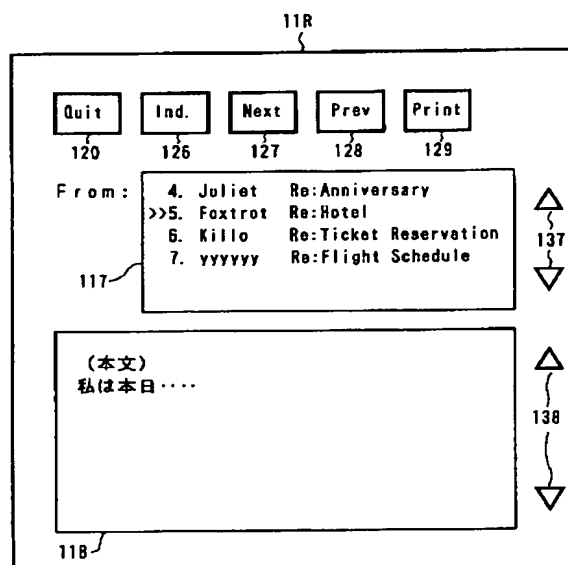 11R
Quit Ind. Next Prev Print
120 126 127 128 129
From:
4. Juliet Re:Anniversary
>>5. Foxtrot Re:Hotel
6. Killo Re:Ticket Reservation
7. yyyyyy Re:Flight Schedule
137
117
(本文)
私は本日‥‥
138
11B